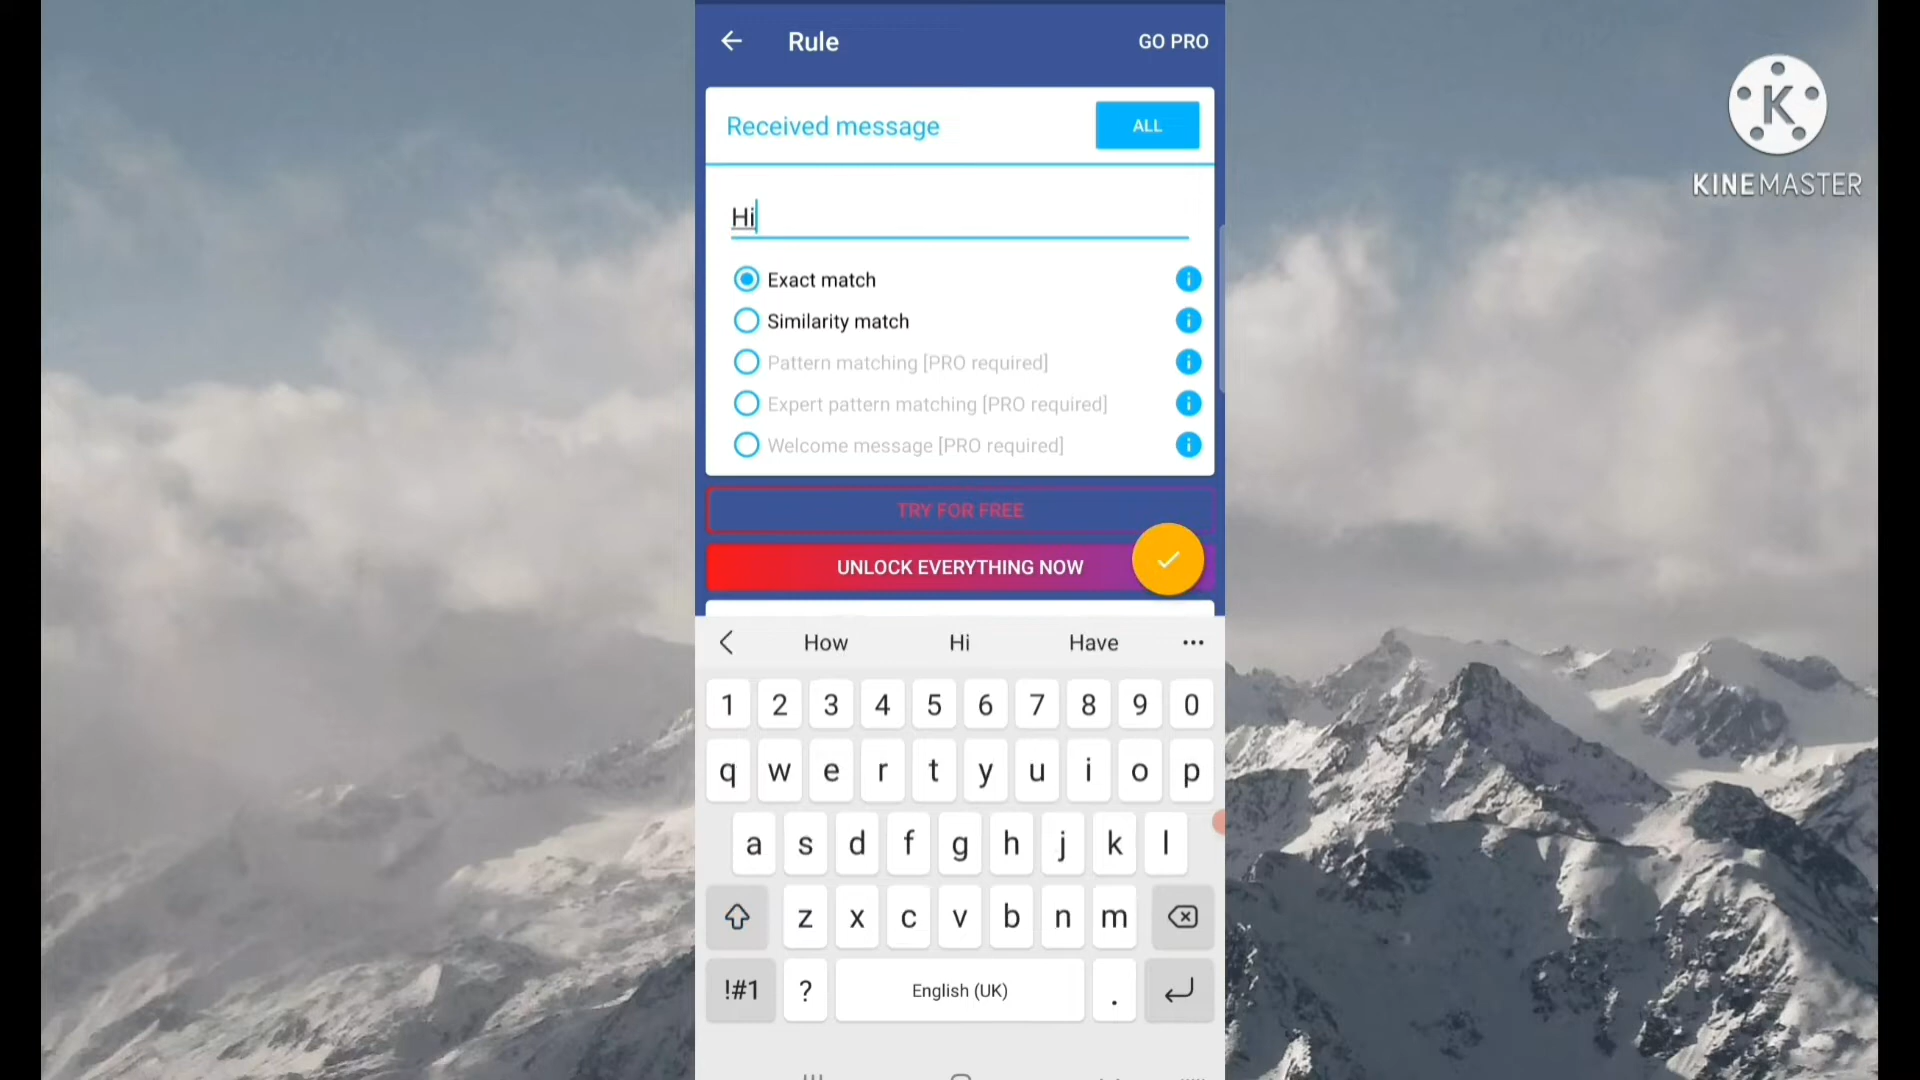 Rule
GO PRO
Received message
ALL
Hi
Exact match
Similarity match
Pattern matching [PRO required]
Expert pattern matching [PRO required]
Welcome message [PRO required]
TRY FOR FREE
UNLOCK EVERYTHING NOW
How Hi Have
1 2 3 4 5 6 7 8 9 0
q w e r t y u i o p
a s d f g h j k l
z x c v b n m
!#1 ? English (UK) .
K
KINEMASTER